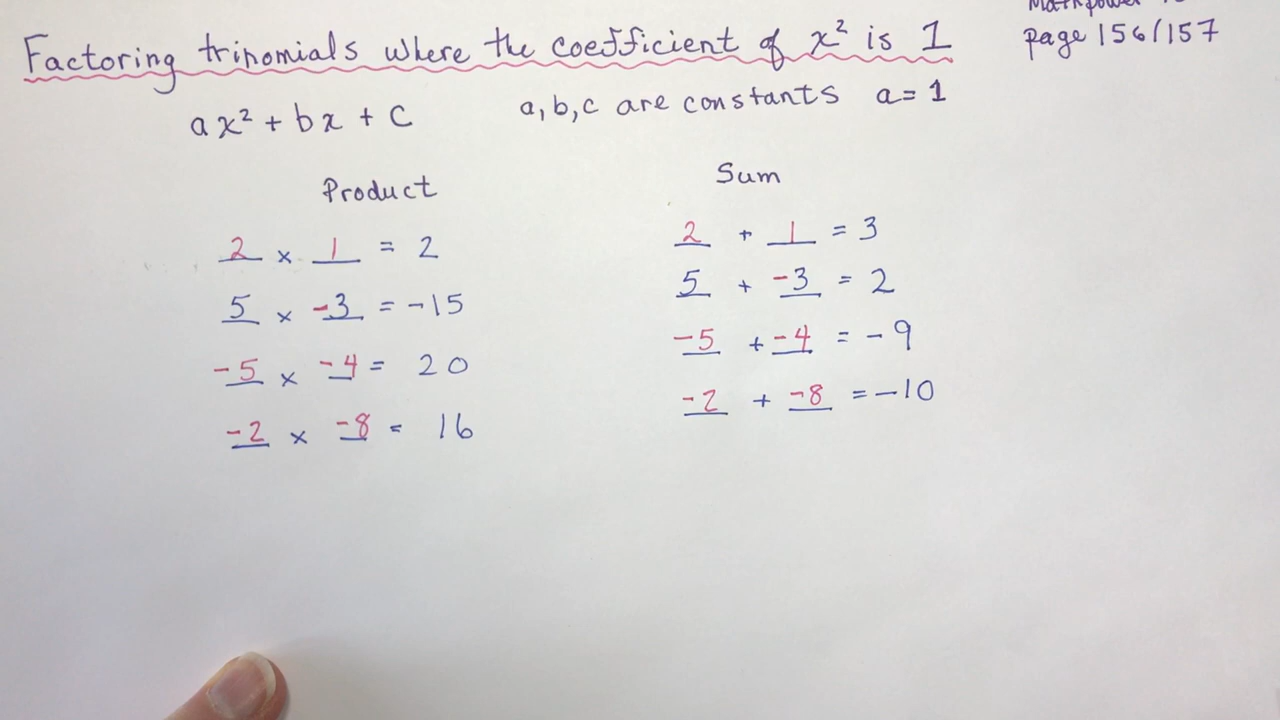 Mathpower
Factoring trinomials where the coefficient of x² is 1
page 156/157
ax² + bx + c
a, b, c are constants a = 1
Product
Sum
2 x 1 = 2
2 + 1 = 3
5 x -3 = -15
5 + -3 = 2
-5 x -4 = 20
-5 + -4 = -9
-2 x -8 = 16
-2 + -8 = -10